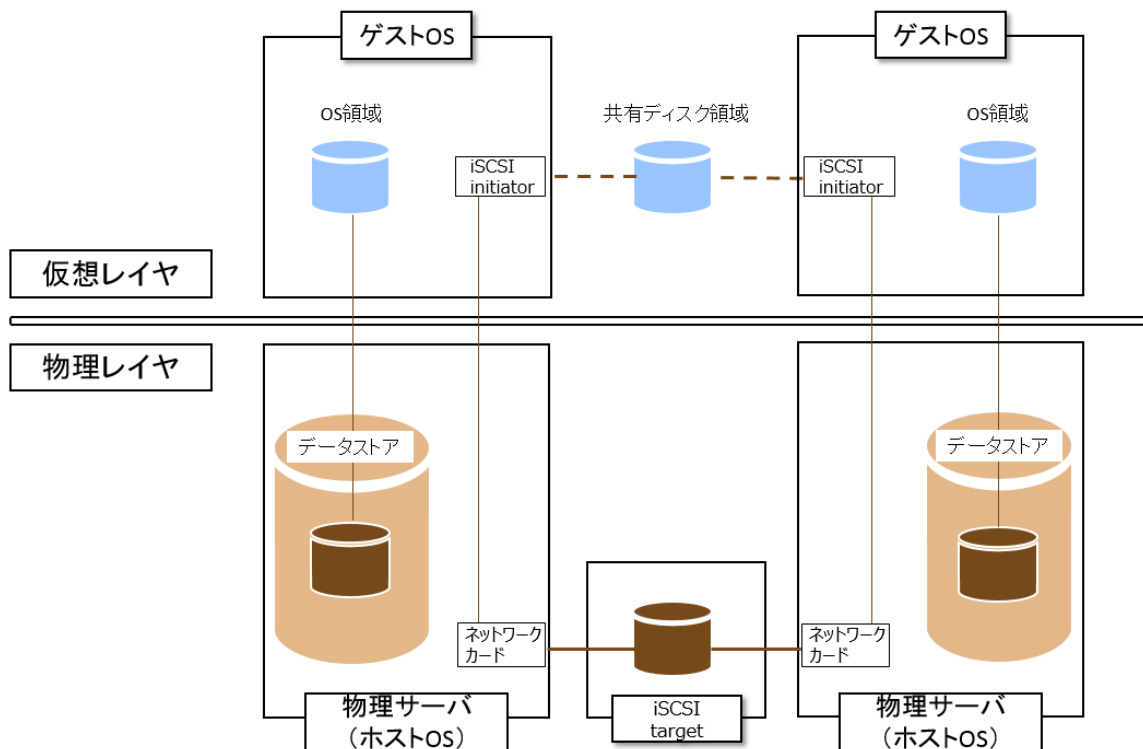 ゲストOS
ゲストOS
OS領域
共有ディスク領域
OS領域
iSCSI
initiator
iSCSI
initiator
仮想レイヤ
物理レイヤ
データストア
データストア
ネットワーク
カード
ネットワーク
カード
物理サーバ
（ホストOS）
iSCSI
target
物理サーバ
（ホストOS）